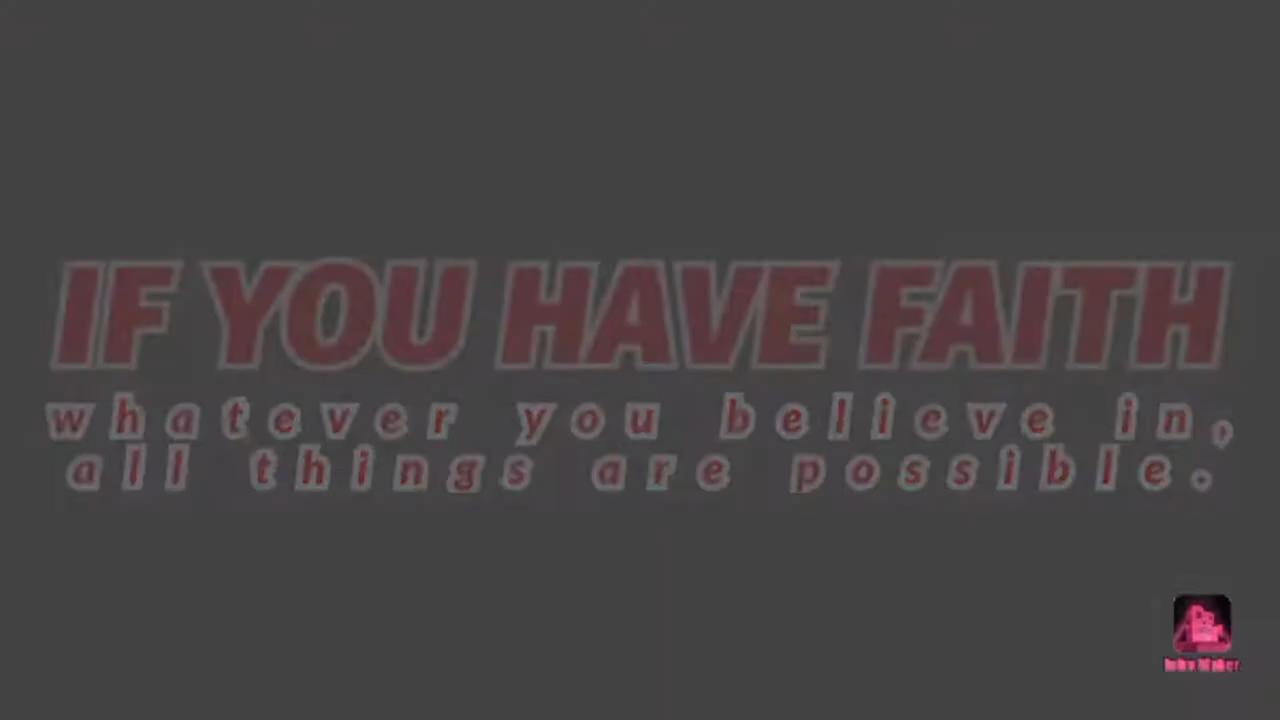 IF YOU HAVE FAITH
whatever you believe in,
all things are possible.